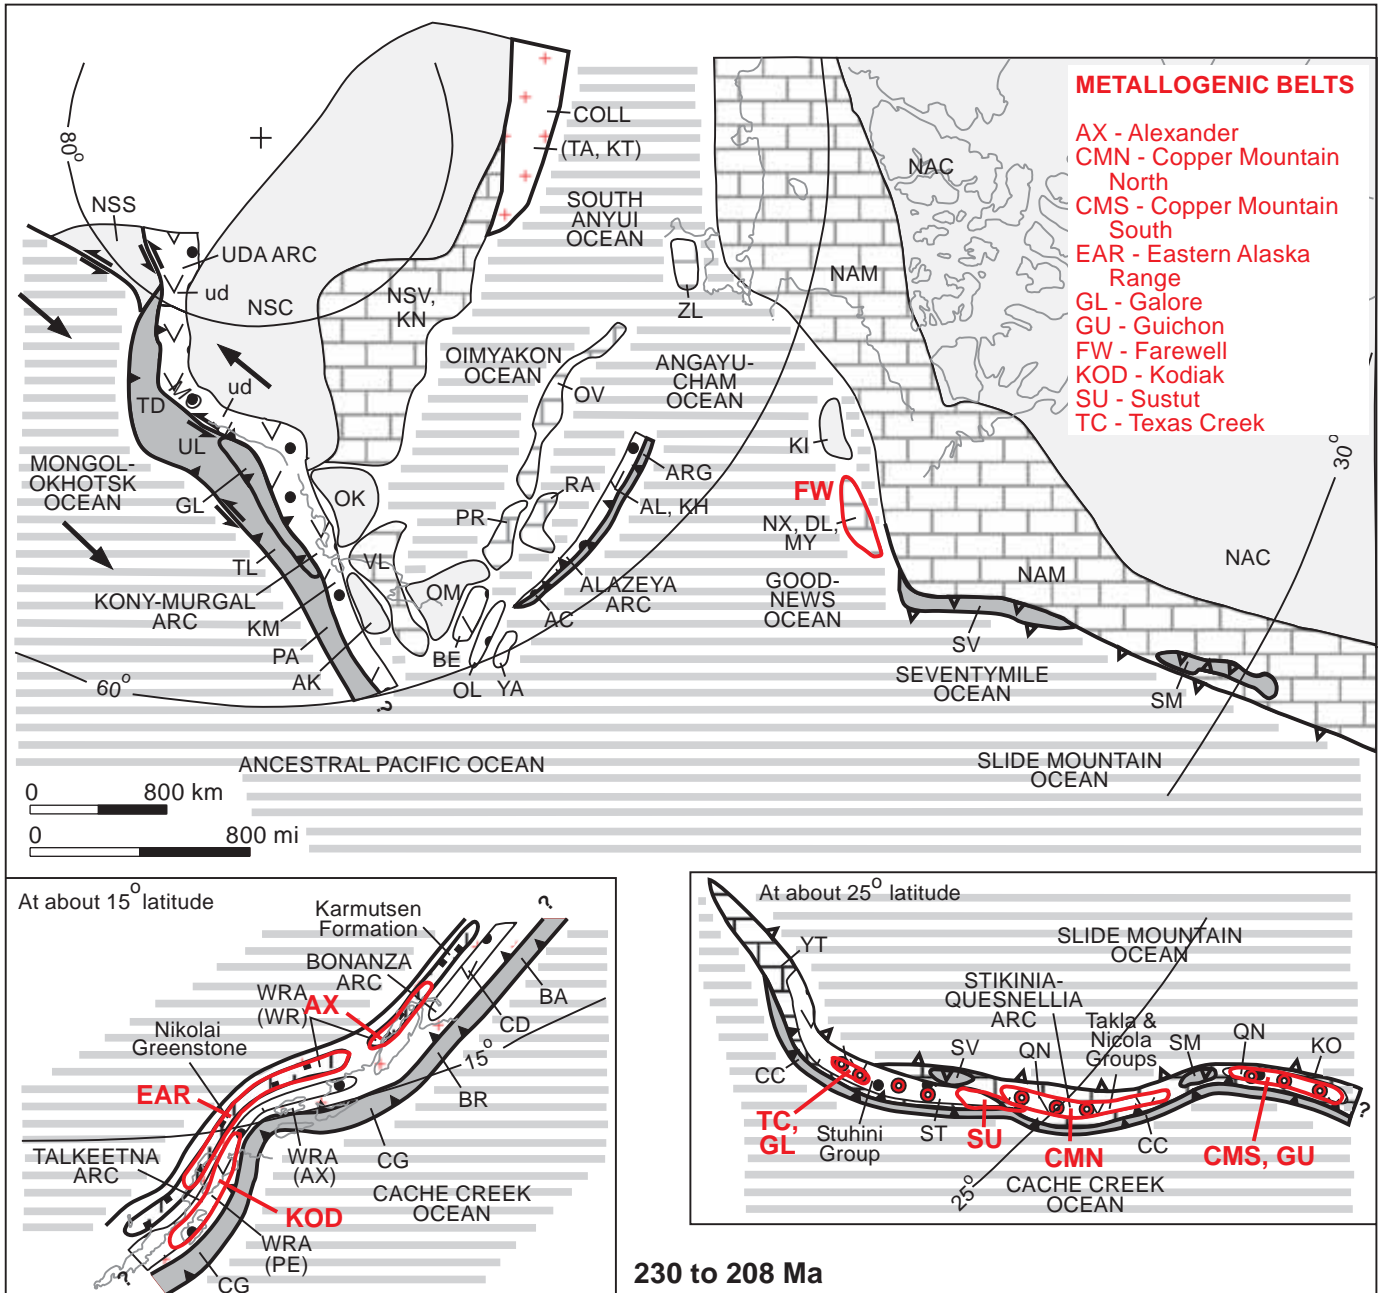 METALLOGENIC BELTS
AX - Alexander
CMN - Copper Mountain
North
CMS - Copper Mountain
South
EAR - Eastern Alaska
Range
GL - Galore
GU - Guichon
FW - Farewell
KOD - Kodiak
SU - Sustut
TC - Texas Creek
80°
NSS
UDA ARC
ud
NSC
COLL
(TA, KT)
SOUTH
ANYUI
OCEAN
NSV,
KN
ZL
NAM
NAC
OIMYAKON
OCEAN
OV
ANGAYU-
CHAM
OCEAN
TD
ud
UL
MONGOL-
OKHOTSK
OCEAN
GL
OK
PR
RA
ARG
AL, KH
KI
FW
NX, DL,
MY
30°
TL
VL
KONY-MURGAL
ARC
KM
OM
ALAZEYA
ARC
AC
GOOD-
NEWS
OCEAN
NAM
NAC
PA
AK
BE
OL
YA
SV
SEVENTYMILE
OCEAN
SM
60°
?
ANCESTRAL PACIFIC OCEAN
SLIDE MOUNTAIN
OCEAN
0 800 km
0 800 mi
At about 15° latitude
?
Karmutsen
Formation
BONANZA
ARC
WRA
(WR)
AX
BA
CD
Nikolai
Greenstone
15°
EAR
BR
TALKEETNA
ARC
WRA
(AX)
CG
CACHE CREEK
OCEAN
KOD
WRA
(PE)
?
CG
At about 25° latitude
YT
SLIDE MOUNTAIN
OCEAN
STIKINIA-
QUESNELLIA
ARC
Takla &
Nicola
Groups
CC
SV
QN
SM
QN
KO
TC,
GL
Stuhini
Group
ST
SU
CMN
CC
CMS, GU
?
25°
CACHE CREEK
OCEAN
230 to 208 Ma